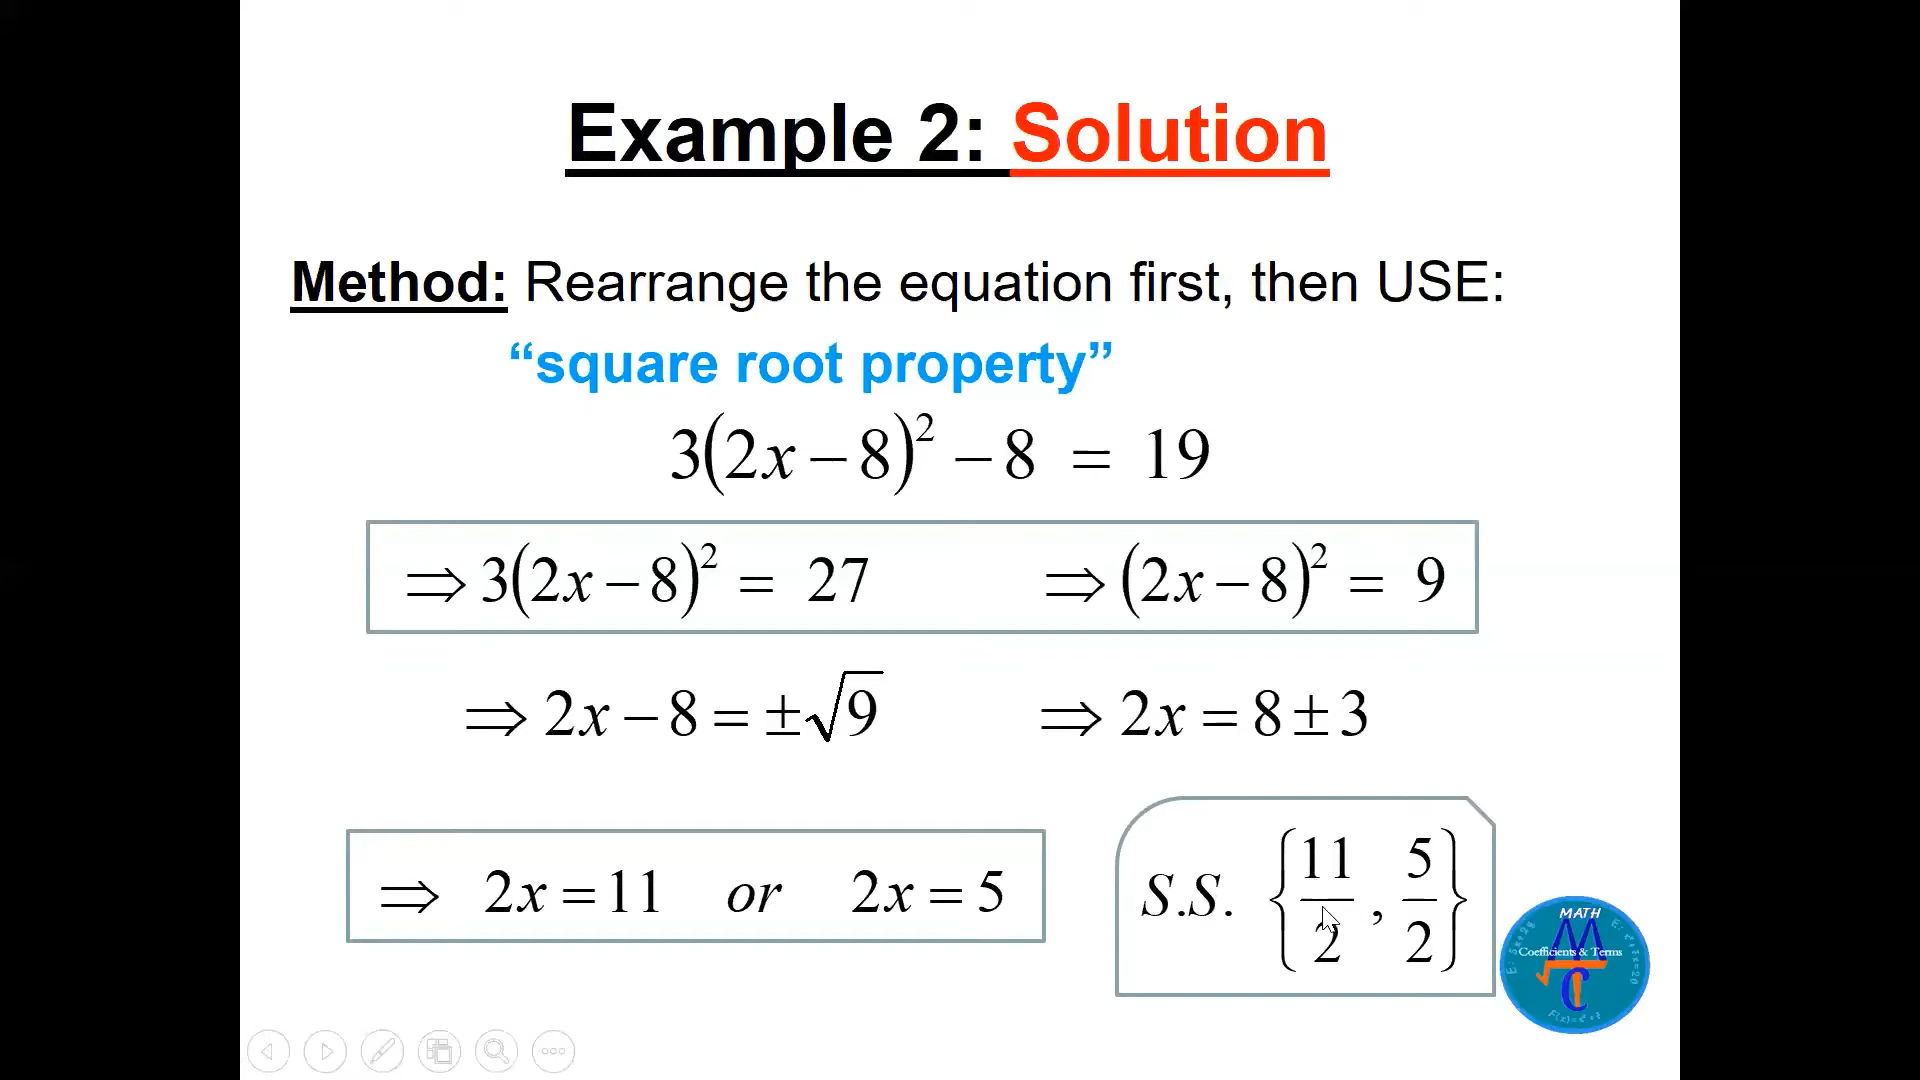 Example 2: Solution
Method: Rearrange the equation first, then USE:
“square root property”
3(2x − 8)² − 8 = 19
⇒ 3(2x − 8)² = 27 ⇒ (2x − 8)² = 9
⇒ 2x − 8 = ±√9 ⇒ 2x = 8 ± 3
⇒ 2x = 11 or 2x = 5
S.S. {11/2 , 5/2}
MATH
Coefficients & Terms